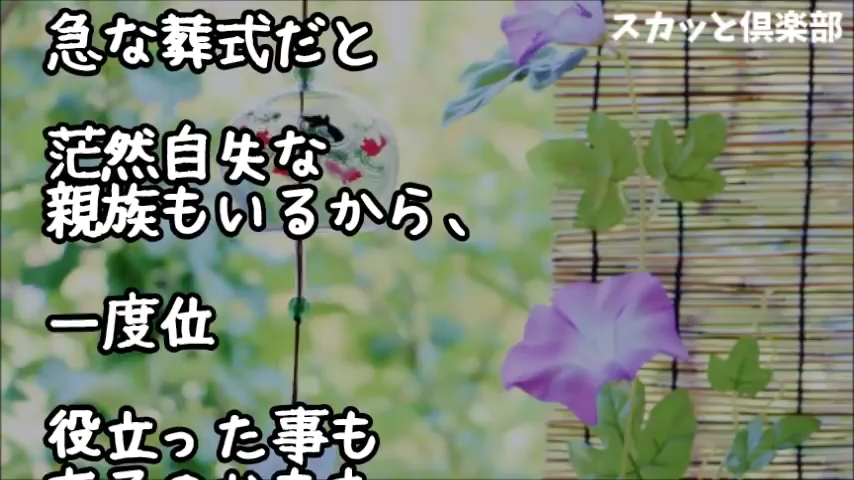 スカッと倶楽部
急な葬式だと
茫然自失な
親族もいるから、
一度位
役立った事も